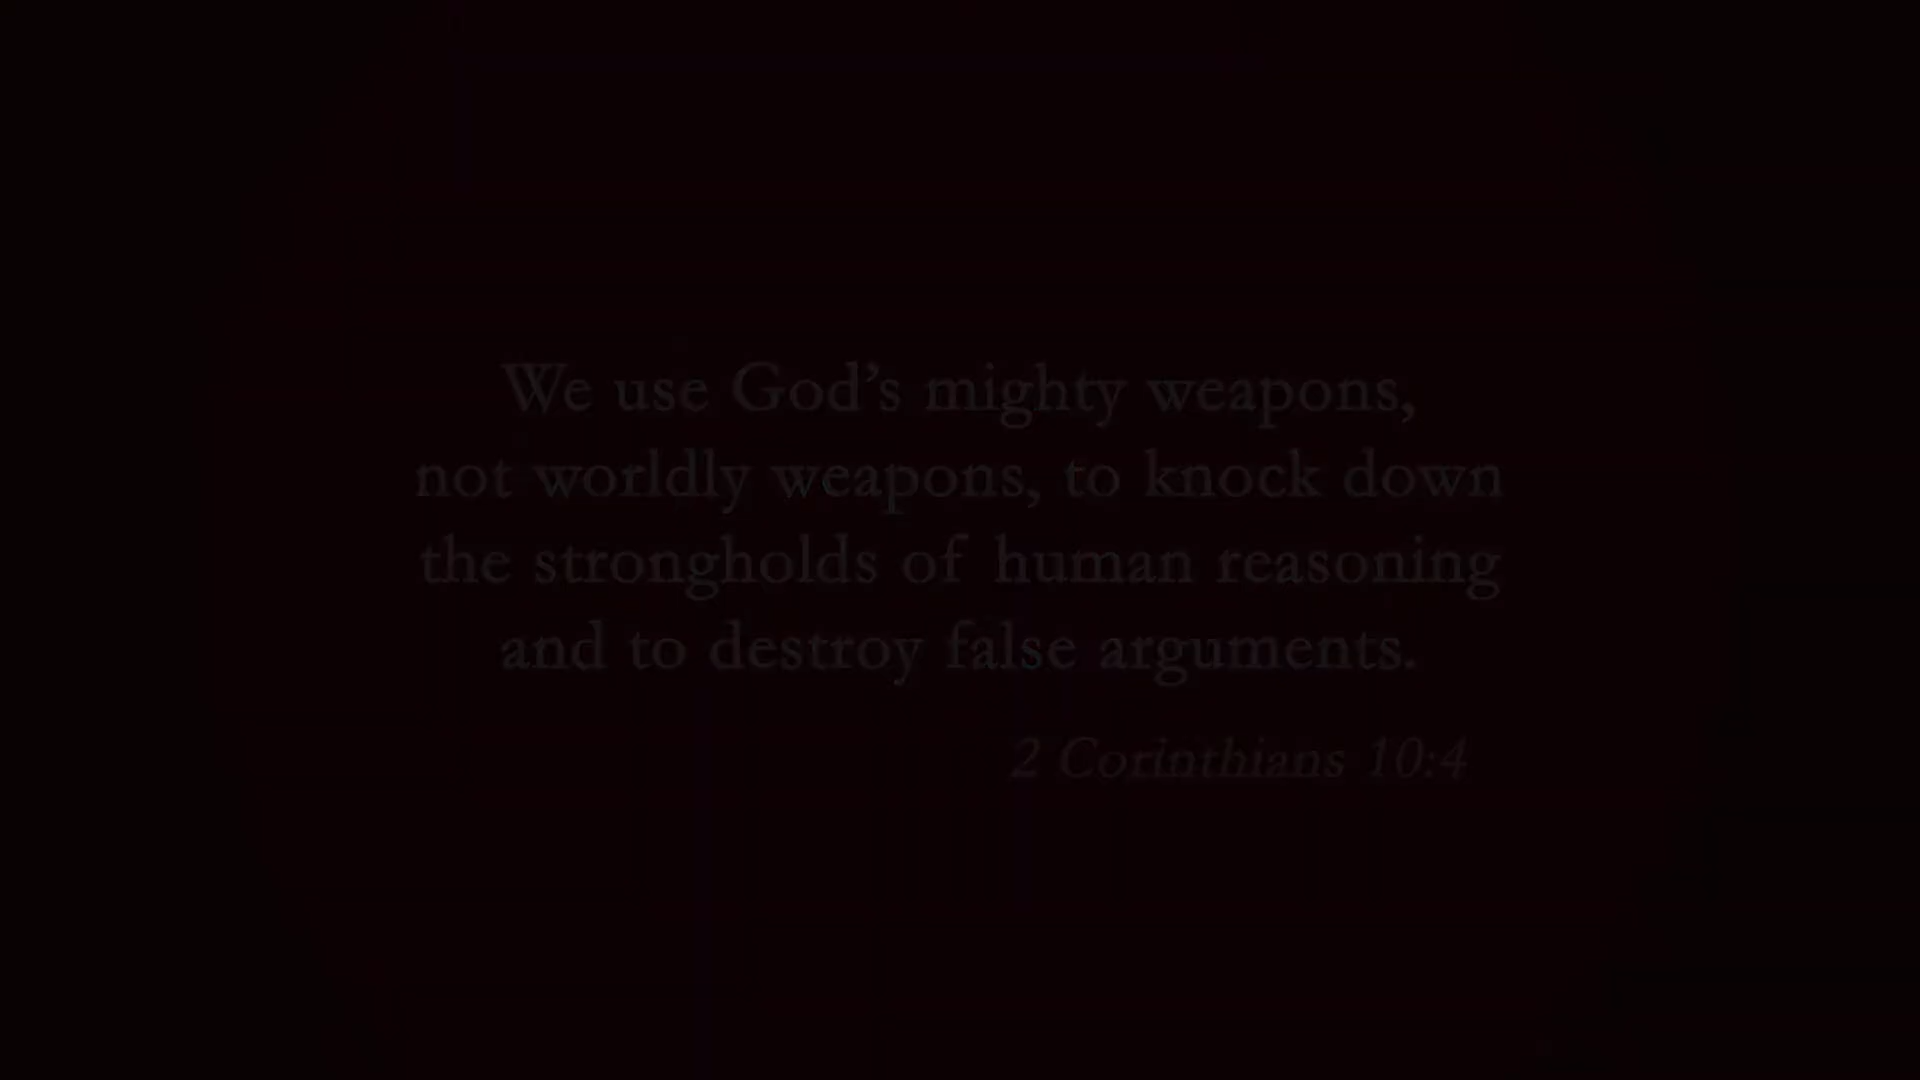 We use God’s mighty weapons,
not worldly weapons, to knock down
the strongholds of human reasoning
and to destroy false arguments.
2 Corinthians 10:4